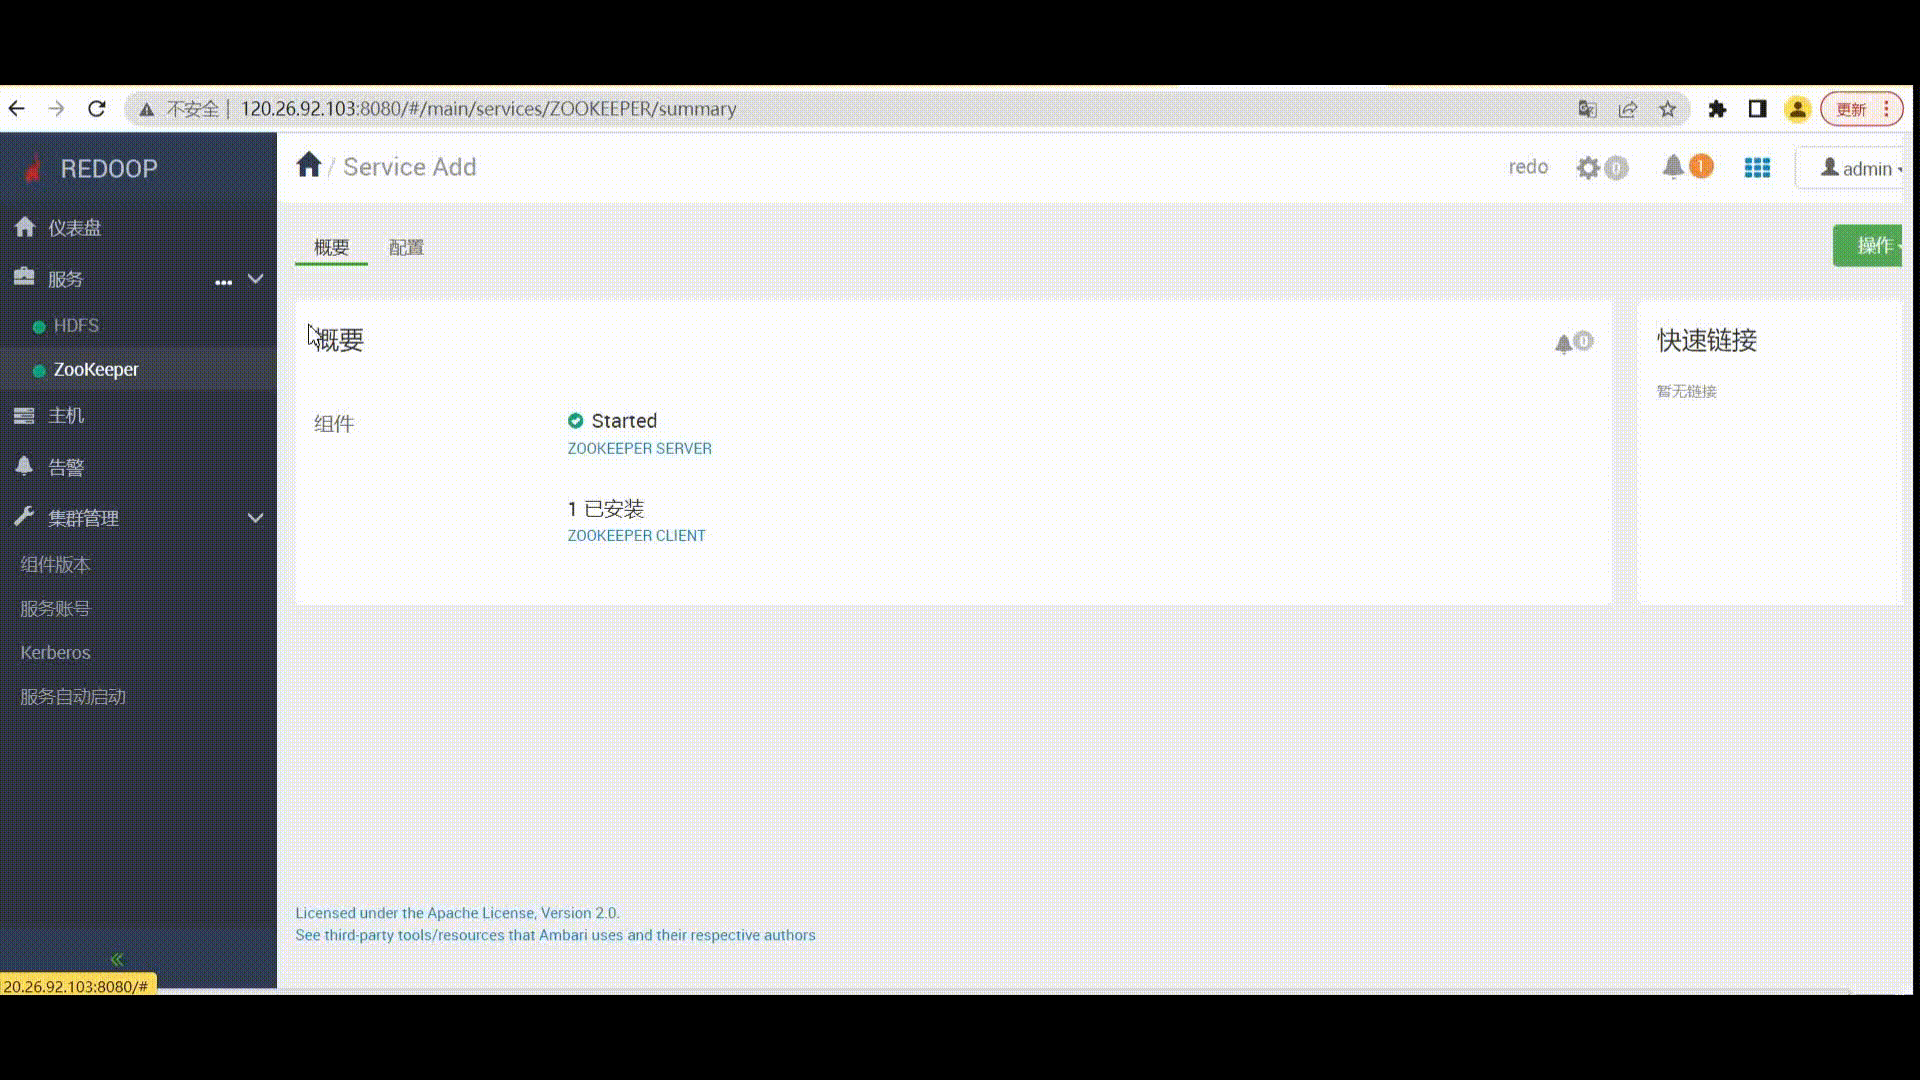 不安全 | 120.26.92.103:8080/#/main/services/ZOOKEEPER/summary
更新
REDOOP
/ Service Add
redo
0
1
admin
仪表盘
服务
...
HDFS
ZooKeeper
主机
告警
集群管理
组件版本
服务账号
Kerberos
服务自动启动
概要
配置
操作
概要
0
组件
Started
ZOOKEEPER SERVER
1 已安装
ZOOKEEPER CLIENT
快速链接
暂无链接
Licensed under the Apache License, Version 2.0.
See third-party tools/resources that Ambari uses and their respective authors
«
20.26.92.103:8080/#